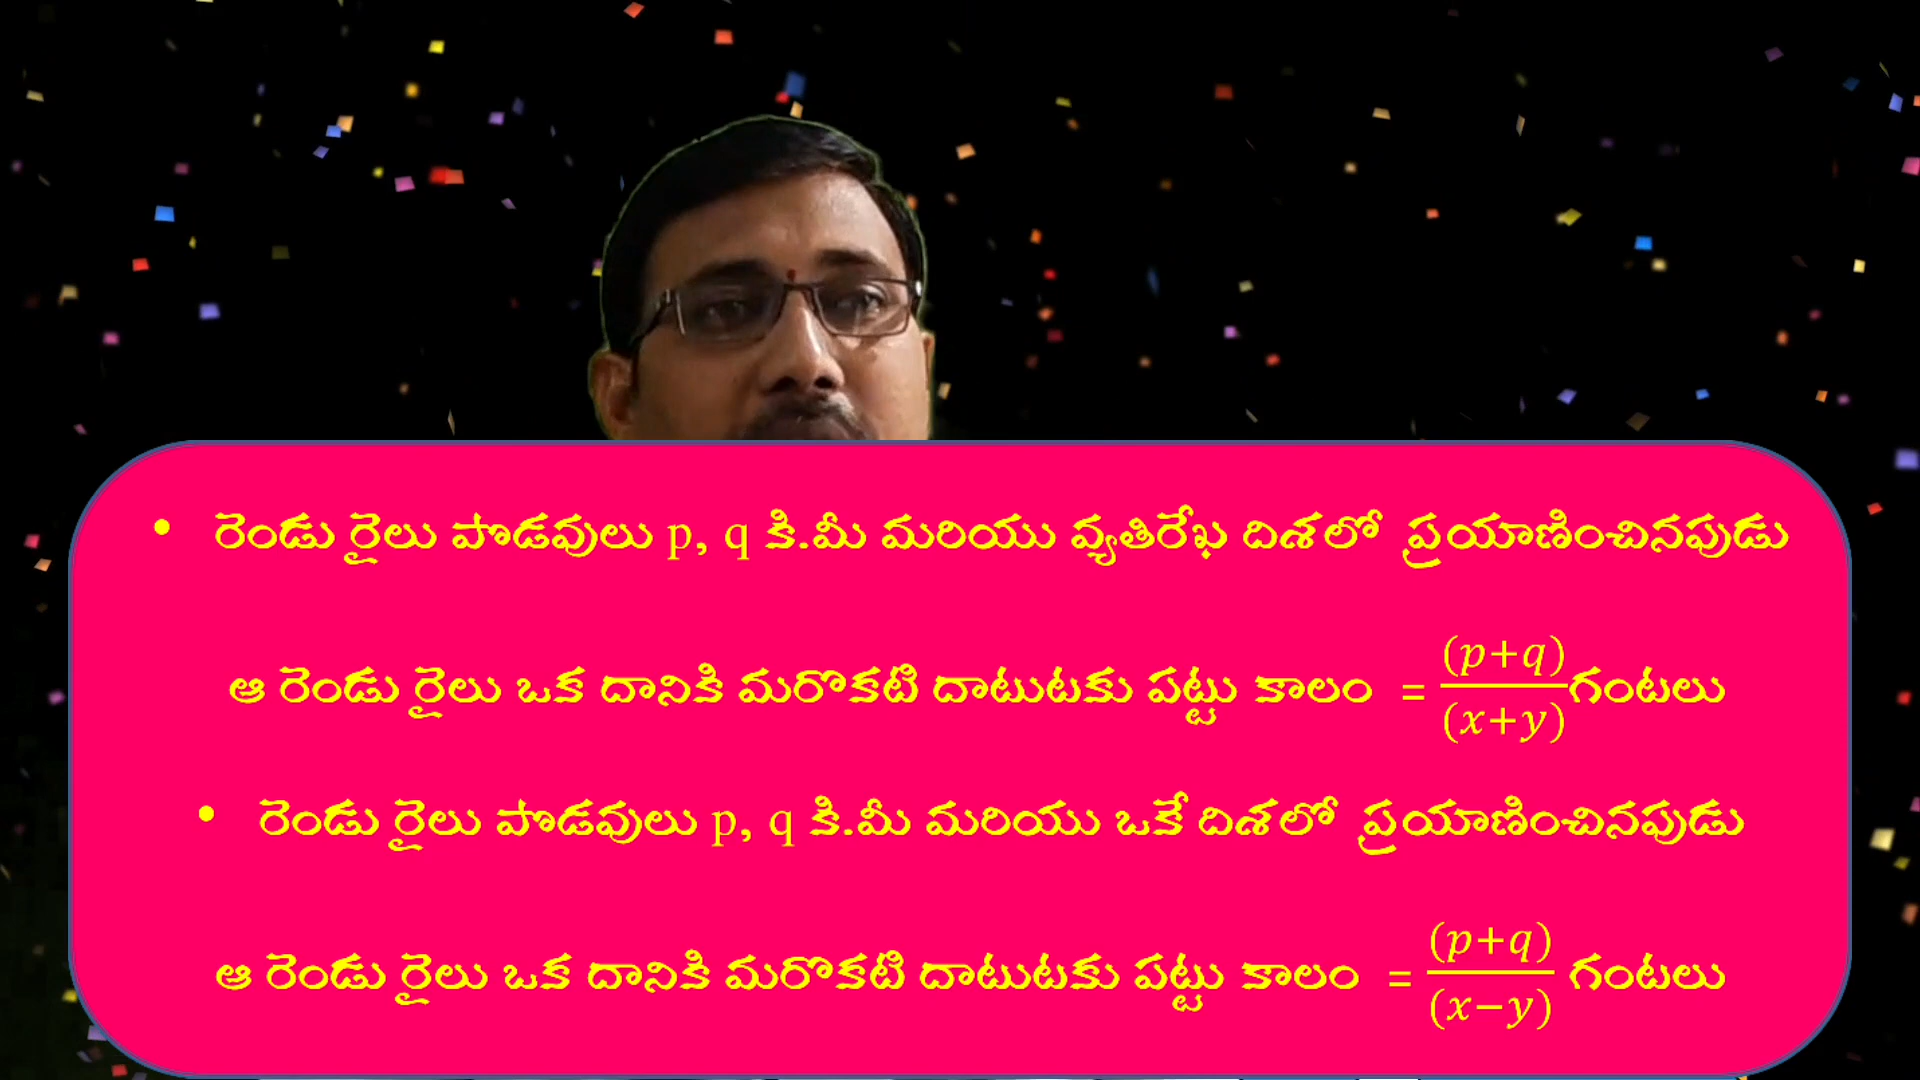 • రెండు రైలు పొడవులు p, q కి.మీ మరియు వ్యతిరేఖ దిశలో ప్రయాణించినపుడు
ఆ రెండు రైలు ఒక దానికి మరొకటి దాటుటకు పట్టు కాలం = (p+q)/(x+y) గంటలు
• రెండు రైలు పొడవులు p, q కి.మీ మరియు ఒకే దిశలో ప్రయాణించినపుడు
ఆ రెండు రైలు ఒక దానికి మరొకటి దాటుటకు పట్టు కాలం = (p+q)/(x−y) గంటలు